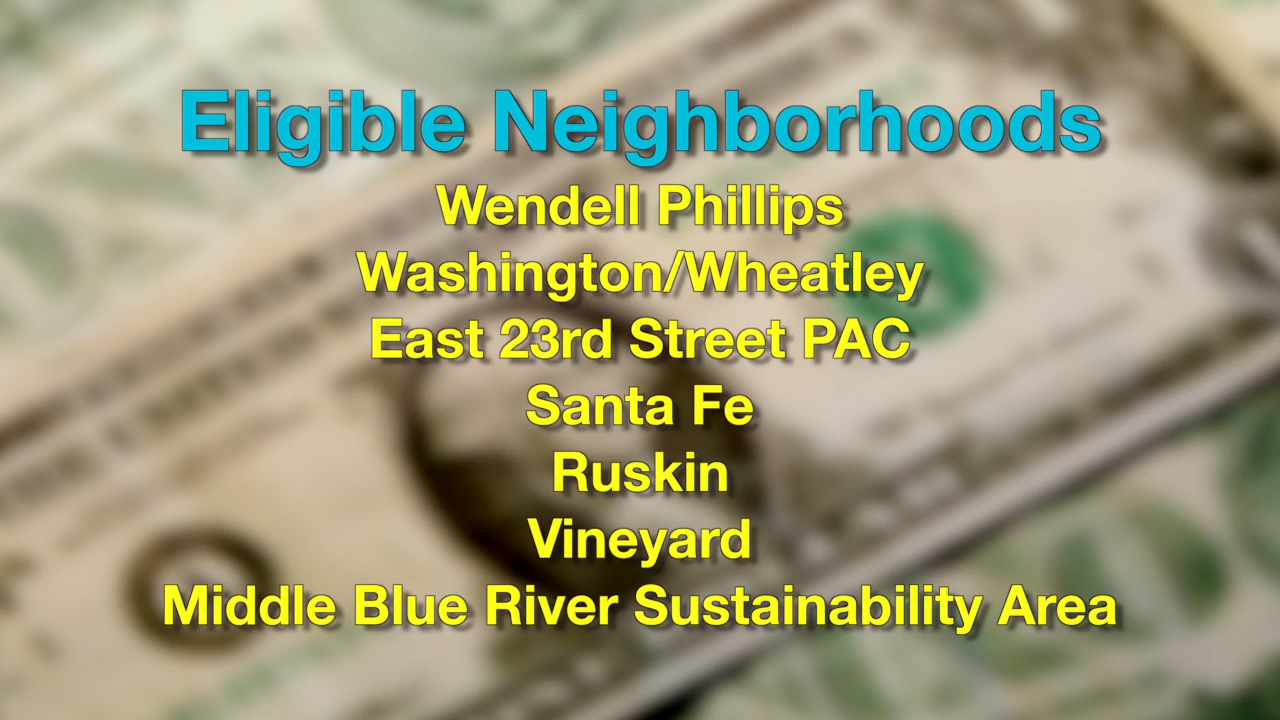 Eligible Neighborhoods
Wendell Phillips
Washington/Wheatley
East 23rd Street PAC
Santa Fe
Ruskin
Vineyard
Middle Blue River Sustainability Area